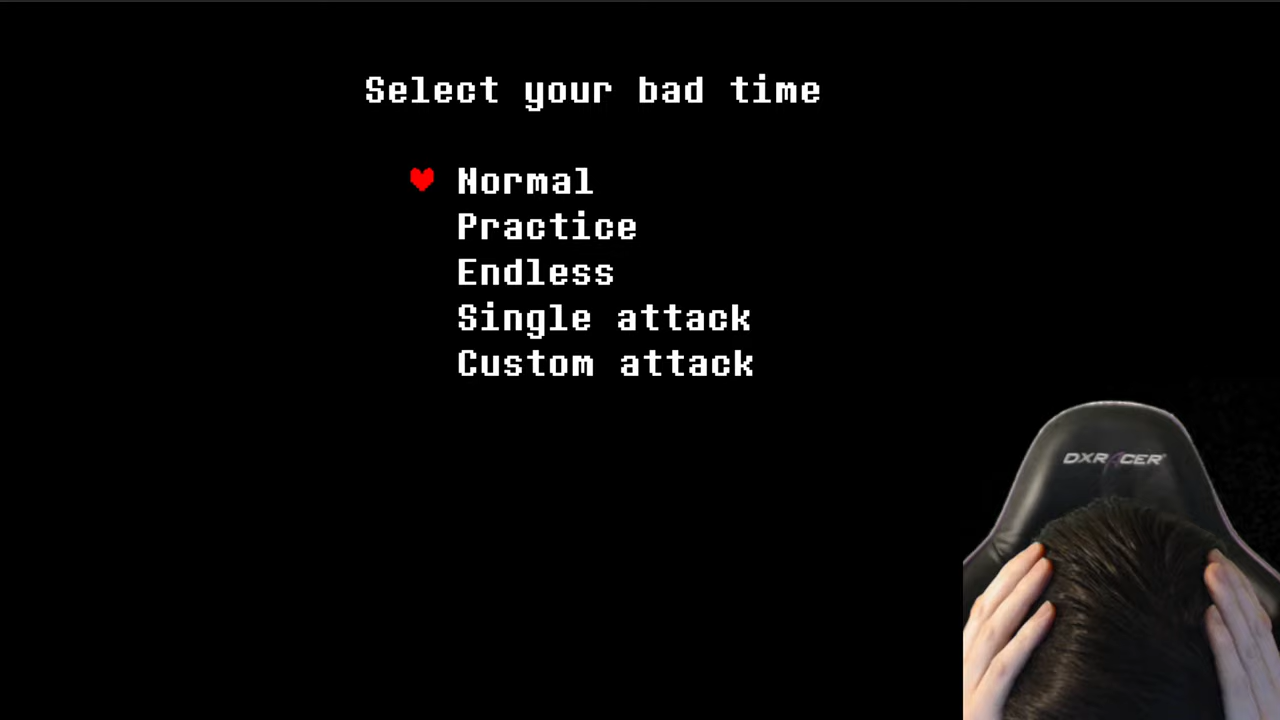 Select your bad time
Normal
Practice
Endless
Single attack
Custom attack
DXRACER